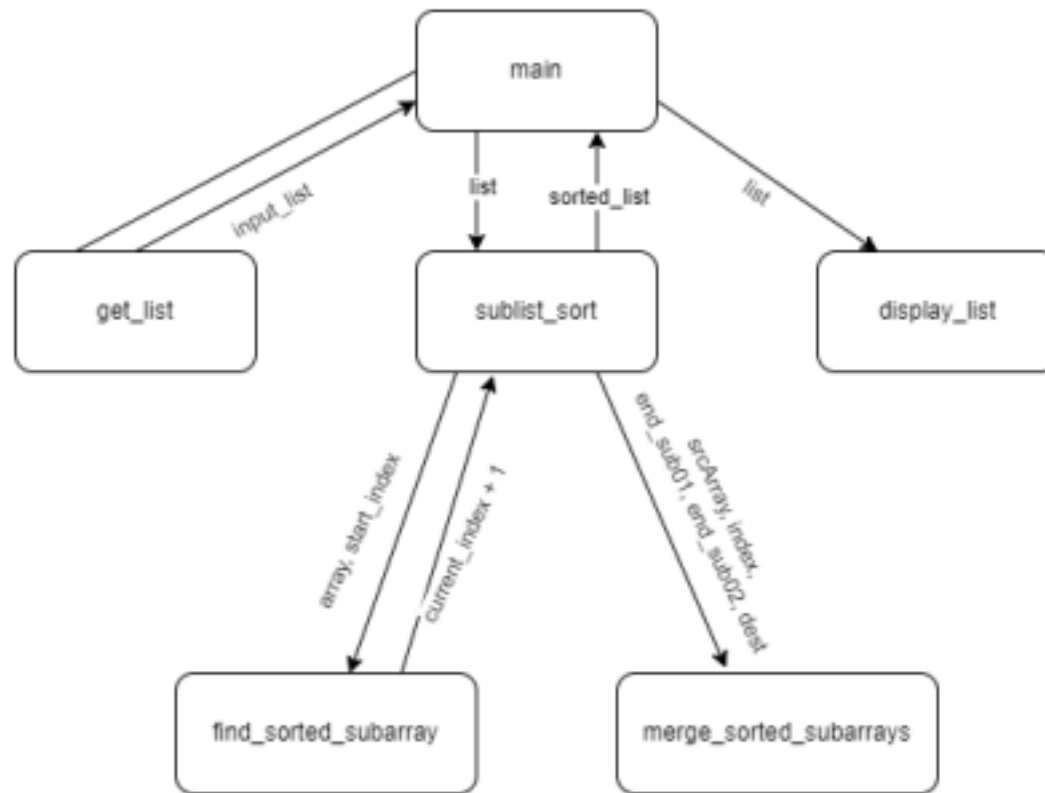 main
input_list
list
sorted_list
list
get_list
sublist_sort
display_list
array, start_index
current_index + 1
srcArray, index,
end_sub01, end_sub02, dest
find_sorted_subarray
merge_sorted_subarrays